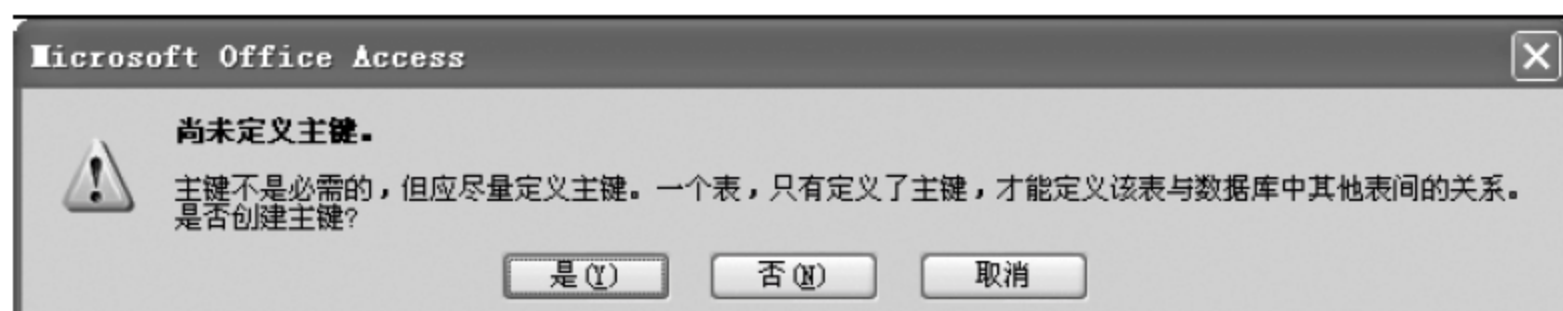 Microsoft Office Access
尚未定义主键。
主键不是必需的，但应尽量定义主键。一个表，只有定义了主键，才能定义该表与数据库中其他表间的关系。
是否创建主键?
是(Y) 否(N) 取消